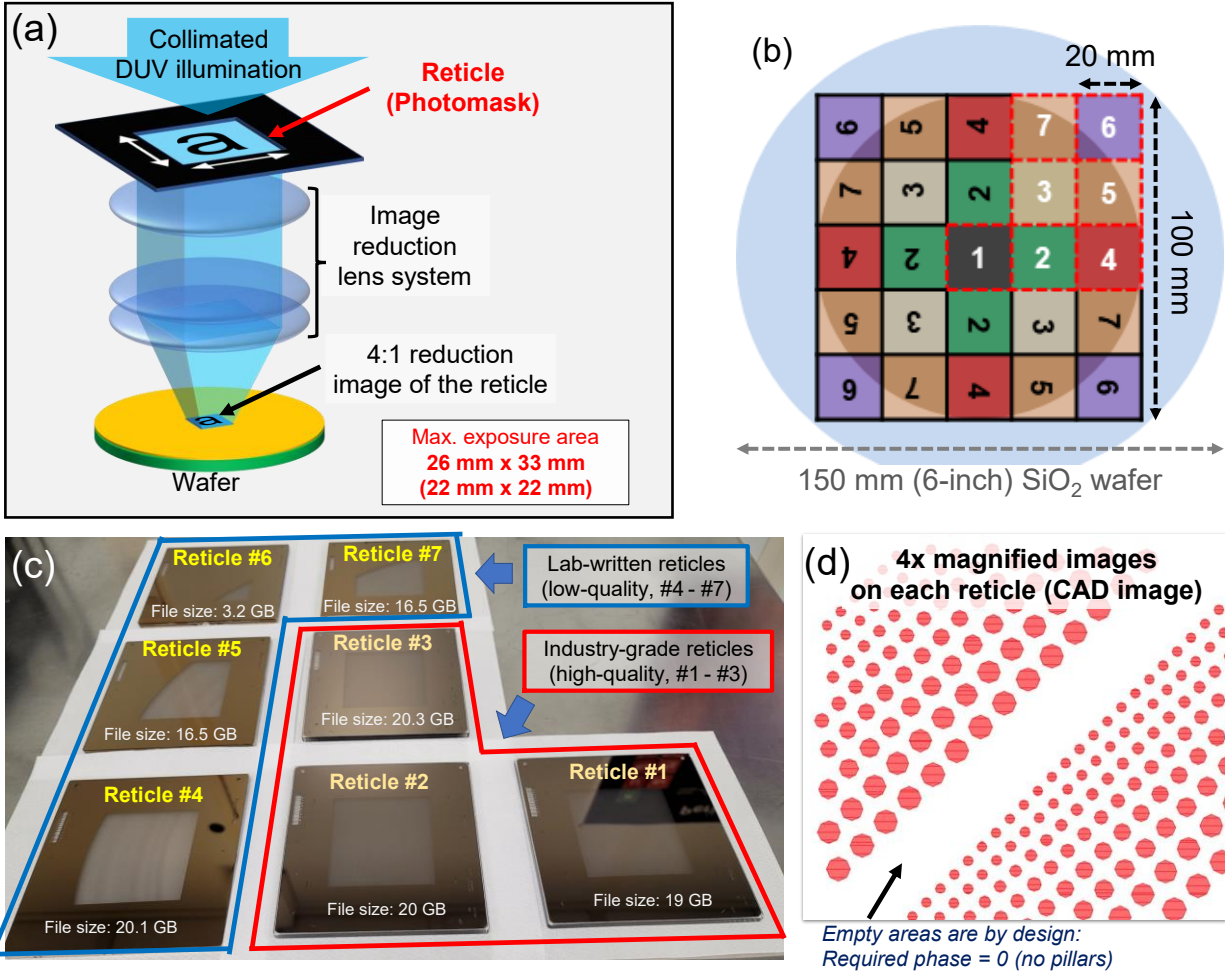 (a)
Collimated
DUV illumination
Reticle
(Photomask)
a
Image
reduction
lens system
4:1 reduction
image of the reticle
a
Wafer
Max. exposure area
26 mm x 33 mm
(22 mm x 22 mm)
(b)
20 mm
6 5 4 7 6
7 3 2 3 5
4 2 1 2 4
5 3 2 3 7
6 7 4 5 6
100 mm
150 mm (6-inch) SiO₂ wafer
(c)
Reticle #6
File size: 3.2 GB
Reticle #7
File size: 16.5 GB
Lab-written reticles
(low-quality, #4 - #7)
Reticle #5
File size: 16.5 GB
Reticle #3
File size: 20.3 GB
Industry-grade reticles
(high-quality, #1 - #3)
Reticle #4
File size: 20.1 GB
Reticle #2
File size: 20 GB
Reticle #1
File size: 19 GB
(d)
4x magnified images
on each reticle (CAD image)
Empty areas are by design:
Required phase = 0 (no pillars)